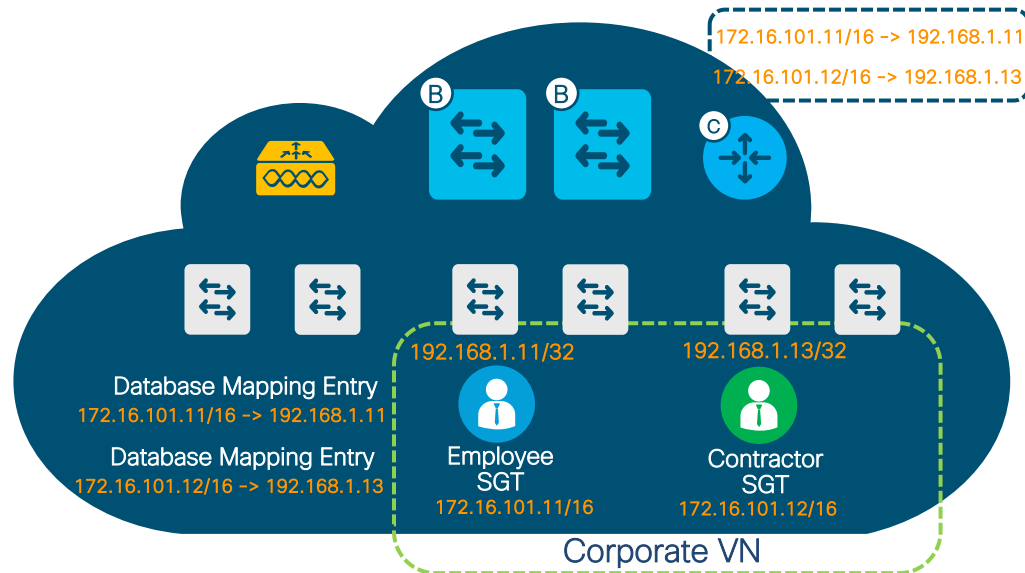 172.16.101.11/16 -> 192.168.1.11
172.16.101.12/16 -> 192.168.1.13
B
B
C
192.168.1.11/32
192.168.1.13/32
Database Mapping Entry
172.16.101.11/16 -> 192.168.1.11
Database Mapping Entry
172.16.101.12/16 -> 192.168.1.13
Employee
SGT
172.16.101.11/16
Contractor
SGT
172.16.101.12/16
Corporate VN